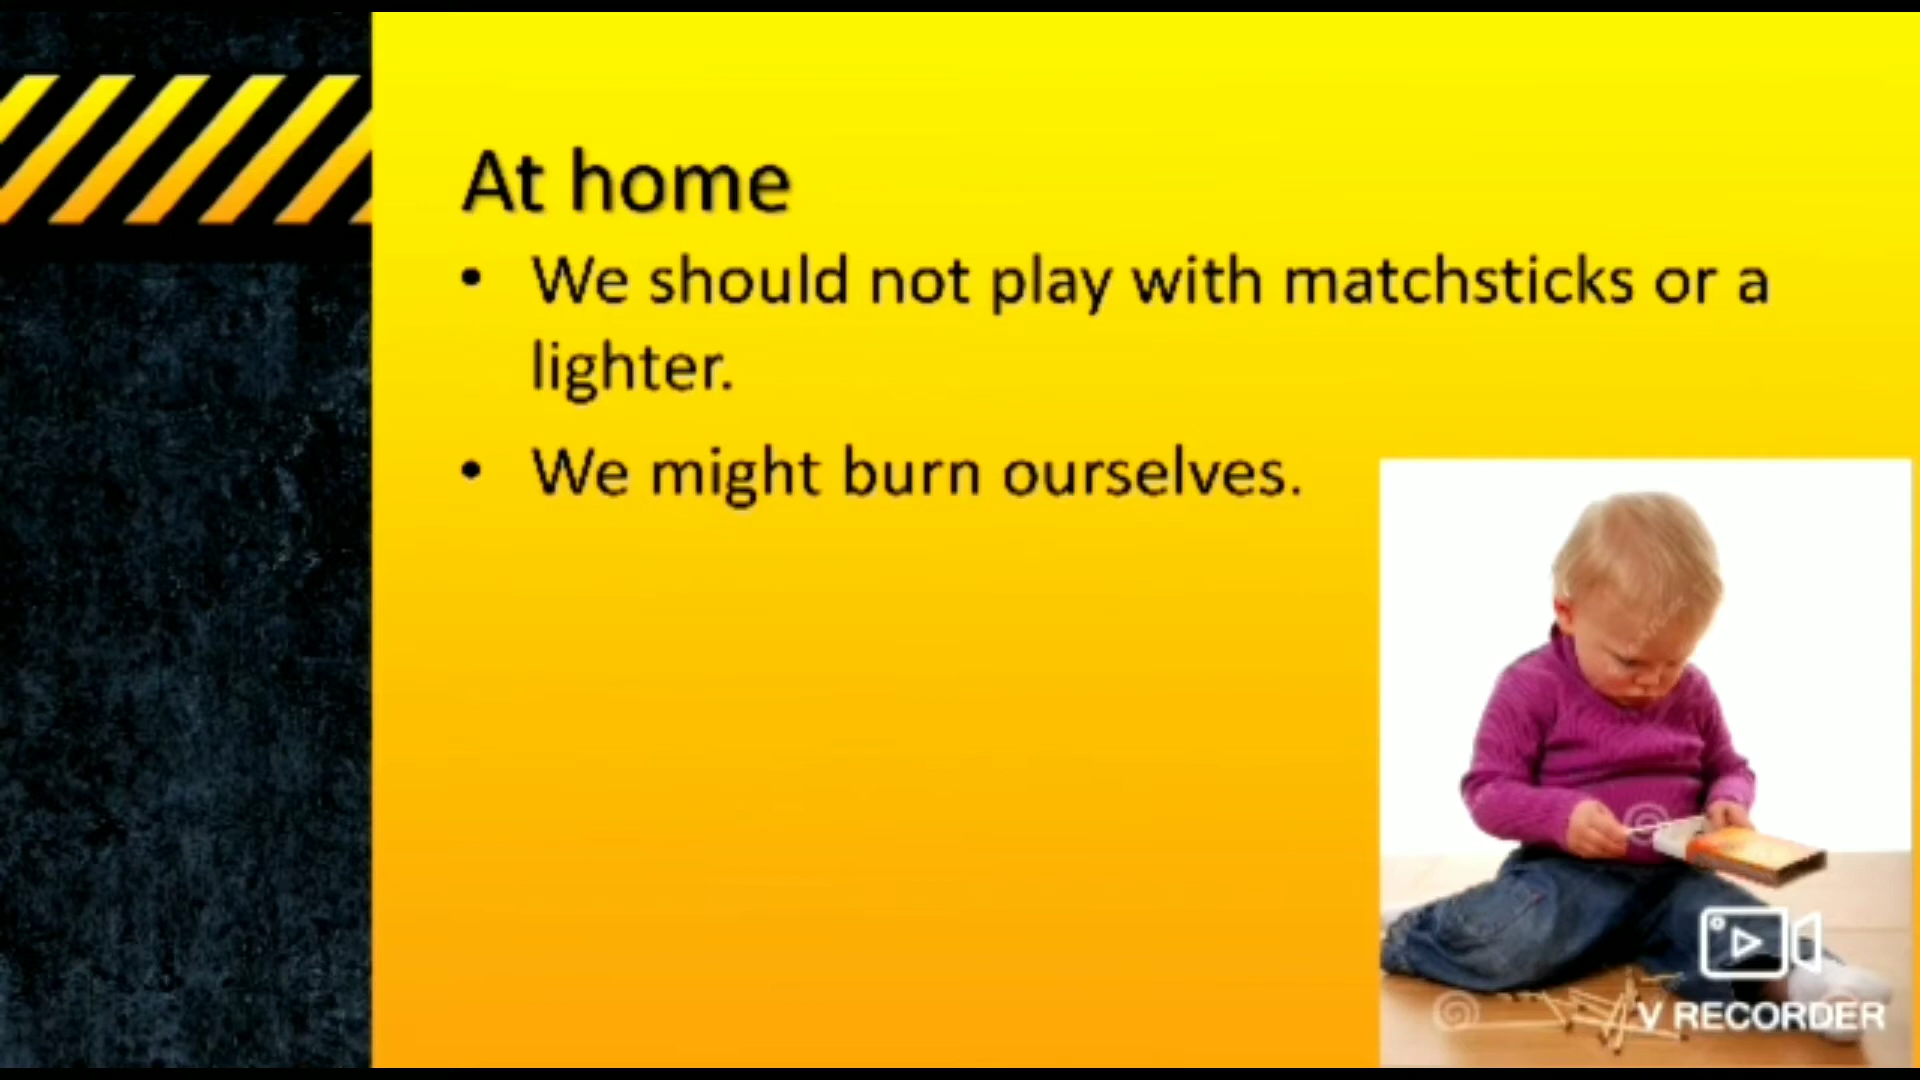 At home
• We should not play with matchsticks or a
lighter.
• We might burn ourselves.
V RECORDER